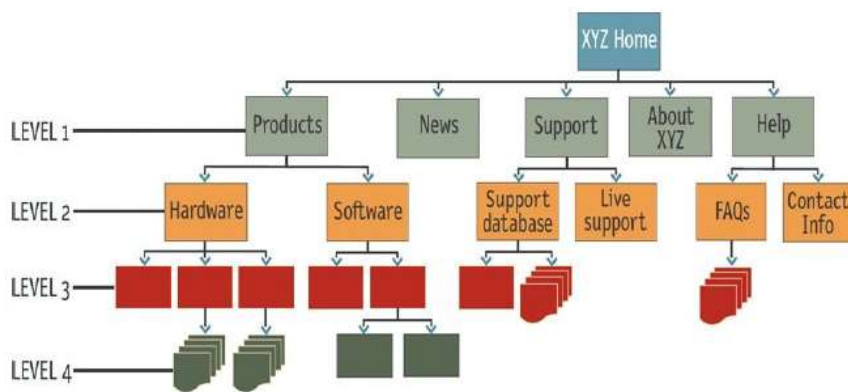 XYZ Home
LEVEL 1
Products
News
Support
About
XYZ
Help
LEVEL 2
Hardware
Software
Support
database
Live
support
FAQs
Contact
Info
LEVEL 3
LEVEL 4